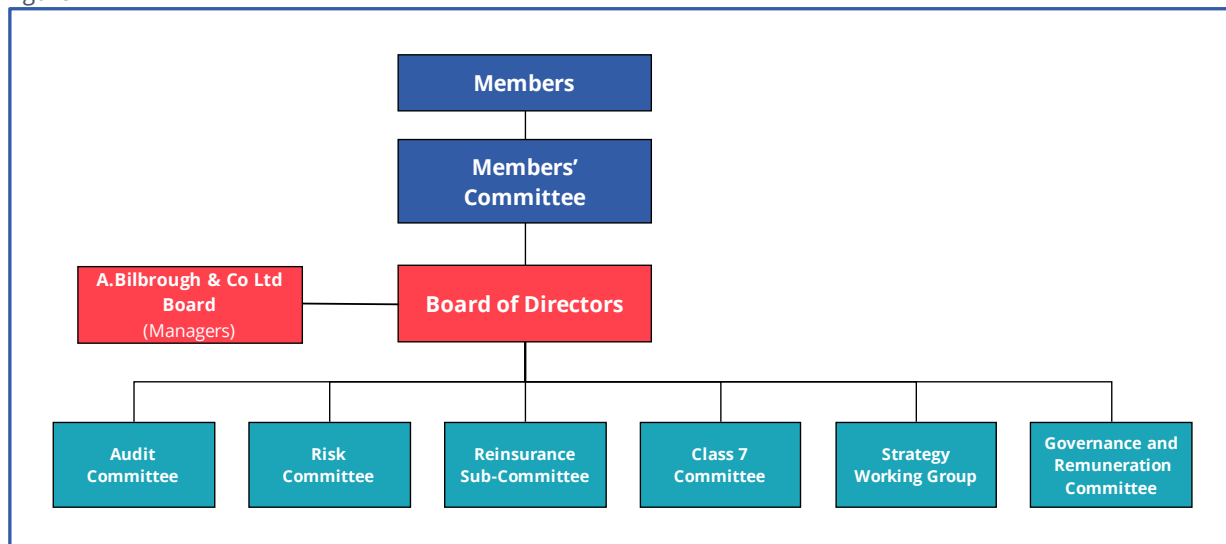 Members
Members’
Committee
A.Bilbrough & Co Ltd
Board
(Managers)
Board of Directors
Audit
Committee
Risk
Committee
Reinsurance
Sub-Committee
Class 7
Committee
Strategy
Working Group
Governance and
Remuneration
Committee